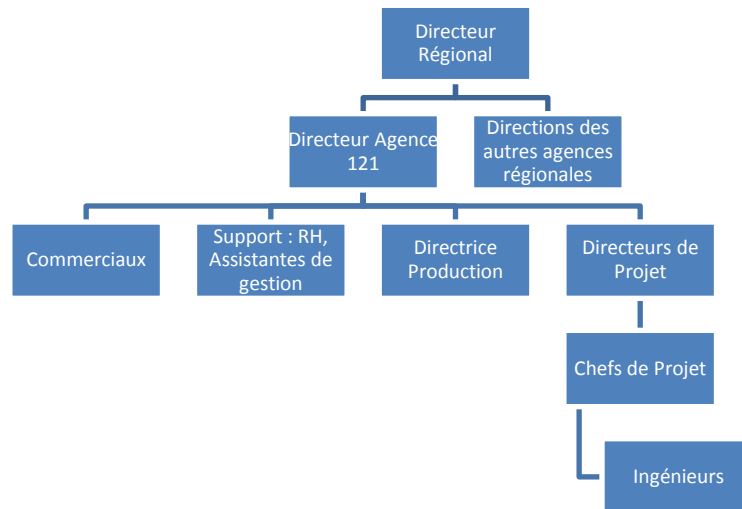 Directeur
Régional
Directeur Agence
121
Directions des
autres agences
régionales
Commerciaux
Support : RH,
Assistantes de
gestion
Directrice
Production
Directeurs de
Projet
Chefs de Projet
Ingénieurs